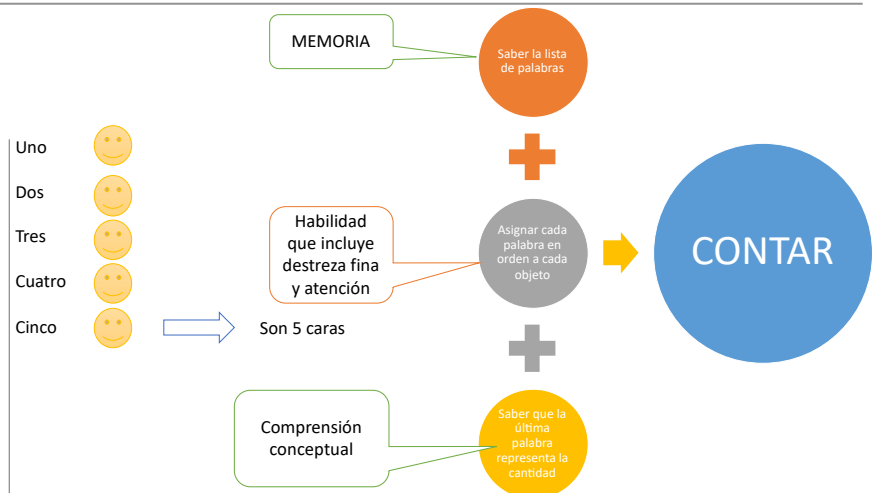 MEMORIA
Saber la lista
de palabras
Uno
Dos
Tres
Cuatro
Cinco
Son 5 caras
Habilidad
que incluye
destreza fina
y atención
Asignar cada
palabra en
orden a cada
objeto
CONTAR
Comprensión
conceptual
Saber que la
última
palabra
representa la
cantidad